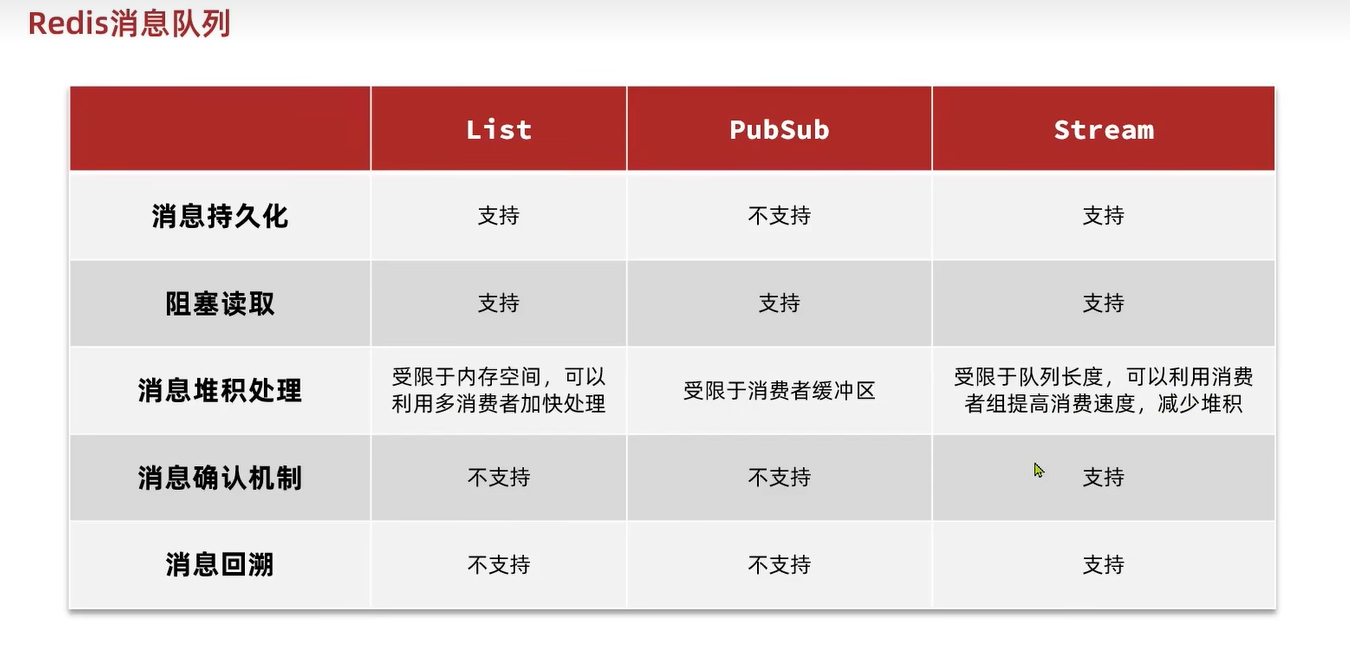 Redis消息队列
List PubSub Stream
消息持久化 支持 不支持 支持
阻塞读取 支持 支持 支持
消息堆积处理 受限于内存空间，可以 受限于消费者缓冲区 受限于队列长度，可以利用消费
利用多消费者加快处理 者组提高消费速度，减少堆积
消息确认机制 不支持 不支持 支持
消息回溯 不支持 不支持 支持